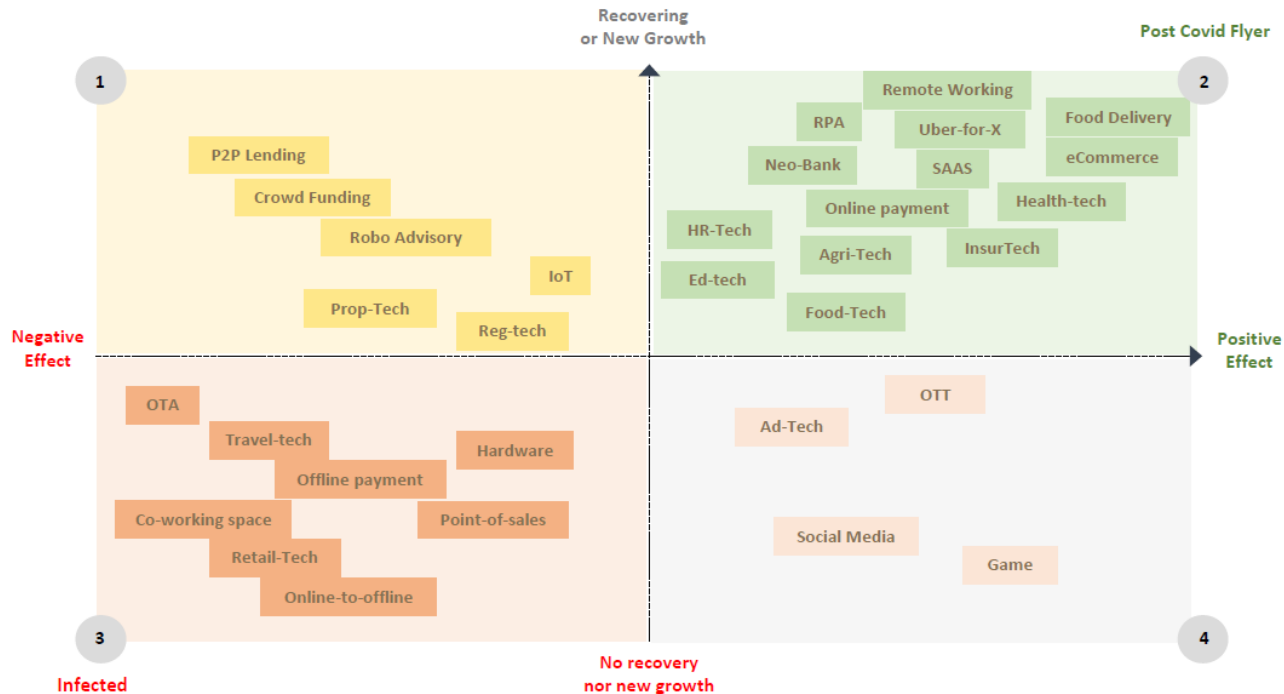 Recovering
or New Growth
Post Covid Flyer
1
2
P2P Lending
Crowd Funding
Robo Advisory
IoT
Prop-Tech
Reg-tech
Remote Working
RPA
Uber-for-X
Food Delivery
Neo-Bank
SAAS
eCommerce
Online payment
Health-tech
HR-Tech
Agri-Tech
InsurTech
Ed-tech
Food-Tech
Negative
Effect
Positive
Effect
OTA
Travel-tech
Hardware
Offline payment
Co-working space
Point-of-sales
Retail-Tech
Online-to-offline
OTT
Ad-Tech
Social Media
Game
3
4
Infected
No recovery
nor new growth